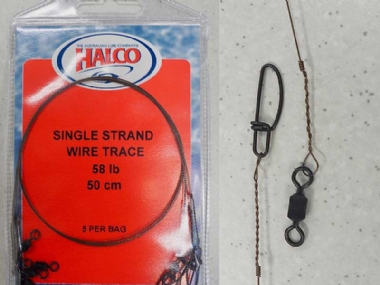 THE AUSTRALIAN LURE COMPANY
HALCO
SINGLE STRAND
WIRE TRACE
58 lb
50 cm
5 PER BAG